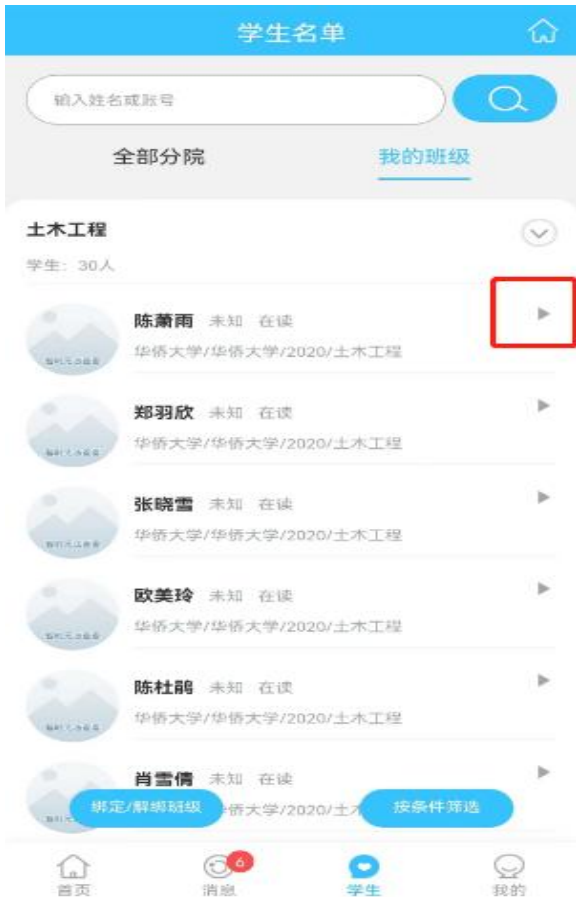 学生名单
输入姓名或账号
全部分院 我的班级
土木工程
学生: 30人
陈萧雨 未知 在读
华侨大学/华侨大学/2020/土木工程
郑羽欣 未知 在读
华侨大学/华侨大学/2020/土木工程
张晓雪 未知 在读
华侨大学/华侨大学/2020/土木工程
欧美玲 未知 在读
华侨大学/华侨大学/2020/土木工程
陈杜鹃 未知 在读
华侨大学/华侨大学/2020/土木工程
肖雪倩 未知 在读
绑定/解绑班级 侨大学/2020/土 按条件筛选
6
首页 消息 学生 我的